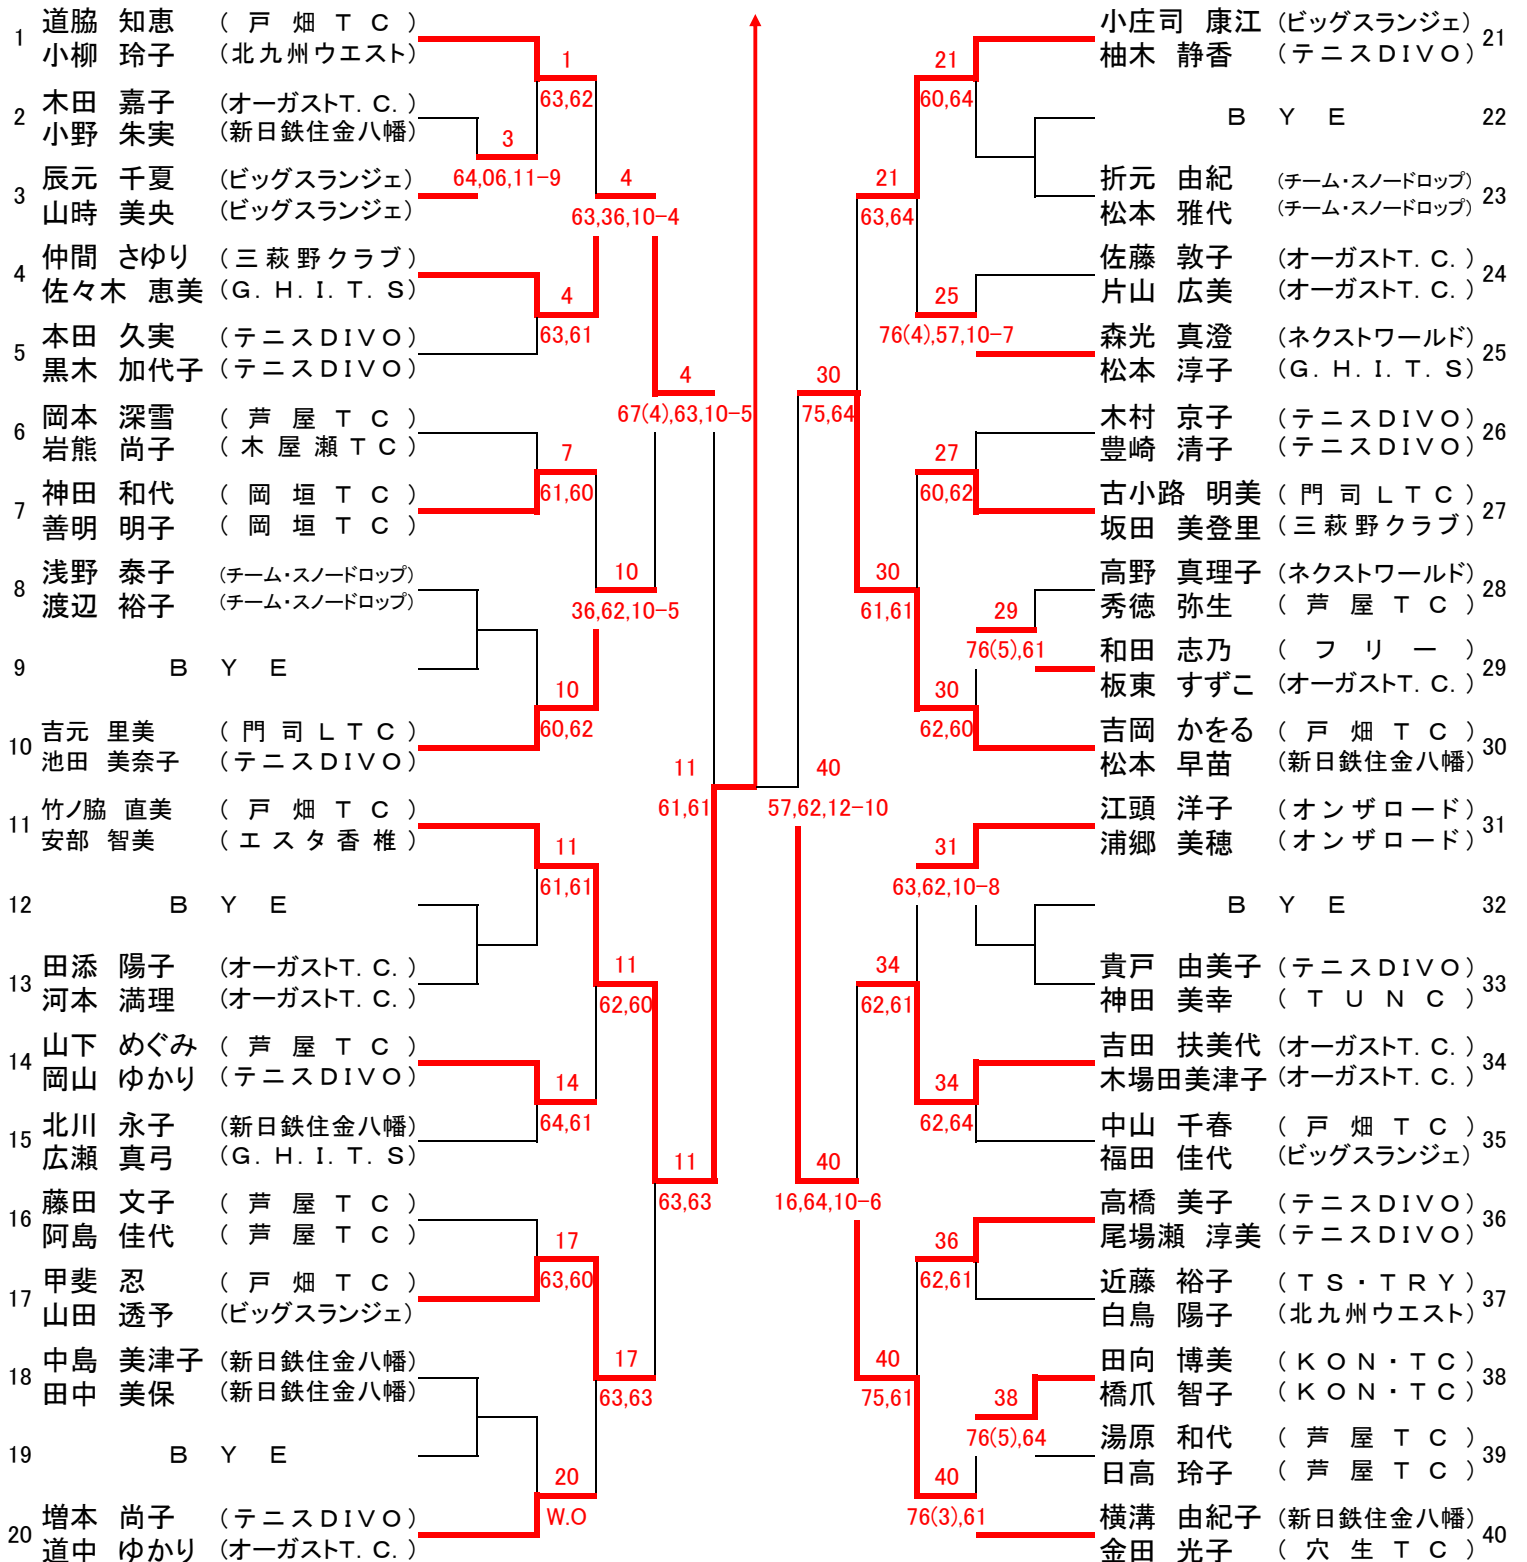 1 道脇 知恵 (戸畑TC)
小柳 玲子 (北九州ウエスト)
2 木田 嘉子 (オーガストT.C.)
小野 朱実 (新日鉄住金八幡)
3 辰元 千夏 (ビッグスランジェ)
山時 美央 (ビッグスランジェ)
4 仲間 さゆり (三萩野クラブ)
佐々木 恵美 (G.H.I.T.S)
5 本田 久実 (テニスDIVO)
黒木 加代子 (テニスDIVO)
6 岡本 深雪 (芦屋TC)
岩熊 尚子 (木屋瀬TC)
7 神田 和代 (岡垣TC)
善明 明子 (岡垣TC)
8 浅野 泰子 (チーム・スノードロップ)
渡辺 裕子 (チーム・スノードロップ)
9 BYE
10 吉元 里美 (門司LTC)
池田 美奈子 (テニスDIVO)
11 竹ノ脇 直美 (戸畑TC)
安部 智美 (エスタ香椎)
12 BYE
13 田添 陽子 (オーガストT.C.)
河本 満理 (オーガストT.C.)
14 山下 めぐみ (芦屋TC)
岡山 ゆかり (テニスDIVO)
15 北川 永子 (新日鉄住金八幡)
広瀬 真弓 (G.H.I.T.S)
16 藤田 文子 (芦屋TC)
阿島 佳代 (芦屋TC)
17 甲斐 忍 (戸畑TC)
山田 透予 (ビッグスランジェ)
18 中島 美津子 (新日鉄住金八幡)
田中 美保 (新日鉄住金八幡)
19 BYE
20 増本 尚子 (テニスDIVO)
道中 ゆかり (オーガストT.C.)
1
63,62
3
64,06,11-9
4
63,36,10-4
4
63,61
4
67(4),63,10-5
7
61,60
10
36,62,10-5
10
60,62
11
61,61
11
61,61
11
62,60
14
64,61
11
63,63
17
63,60
17
63,63
20
W.O
21
60,64
21
63,64
25
76(4),57,10-7
30
75,64
27
60,62
30
61,61
29
76(5),61
30
62,60
40
57,62,12-10
31
63,62,10-8
34
62,61
34
62,64
40
16,64,10-6
36
62,61
40
75,61
38
76(5),64
40
76(3),61
小庄司 康江 (ビッグスランジェ) 21
柚木 静香 (テニスDIVO)
BYE 22
折元 由紀 (チーム・スノードロップ) 23
松本 雅代 (チーム・スノードロップ)
佐藤 敦子 (オーガストT.C.) 24
片山 広美 (オーガストT.C.)
森光 真澄 (ネクストワールド) 25
松本 淳子 (G.H.I.T.S)
木村 京子 (テニスDIVO) 26
豊崎 清子 (テニスDIVO)
古小路 明美 (門司LTC) 27
坂田 美登里 (三萩野クラブ)
高野 真理子 (ネクストワールド) 28
秀徳 弥生 (芦屋TC)
和田 志乃 (フリー) 29
板東 すずこ (オーガストT.C.)
吉岡 かをる (戸畑TC) 30
松本 早苗 (新日鉄住金八幡)
江頭 洋子 (オンザロード) 31
浦郷 美穂 (オンザロード)
BYE 32
貴戸 由美子 (テニスDIVO) 33
神田 美幸 (TUNC)
吉田 扶美代 (オーガストT.C.) 34
木場田美津子 (オーガストT.C.)
中山 千春 (戸畑TC) 35
福田 佳代 (ビッグスランジェ)
高橋 美子 (テニスDIVO) 36
尾場瀬 淳美 (テニスDIVO)
近藤 裕子 (TS・TRY) 37
白鳥 陽子 (北九州ウエスト)
田向 博美 (KON・TC) 38
橋爪 智子 (KON・TC)
湯原 和代 (芦屋TC) 39
日高 玲子 (芦屋TC)
横溝 由紀子 (新日鉄住金八幡) 40
金田 光子 (穴生TC)